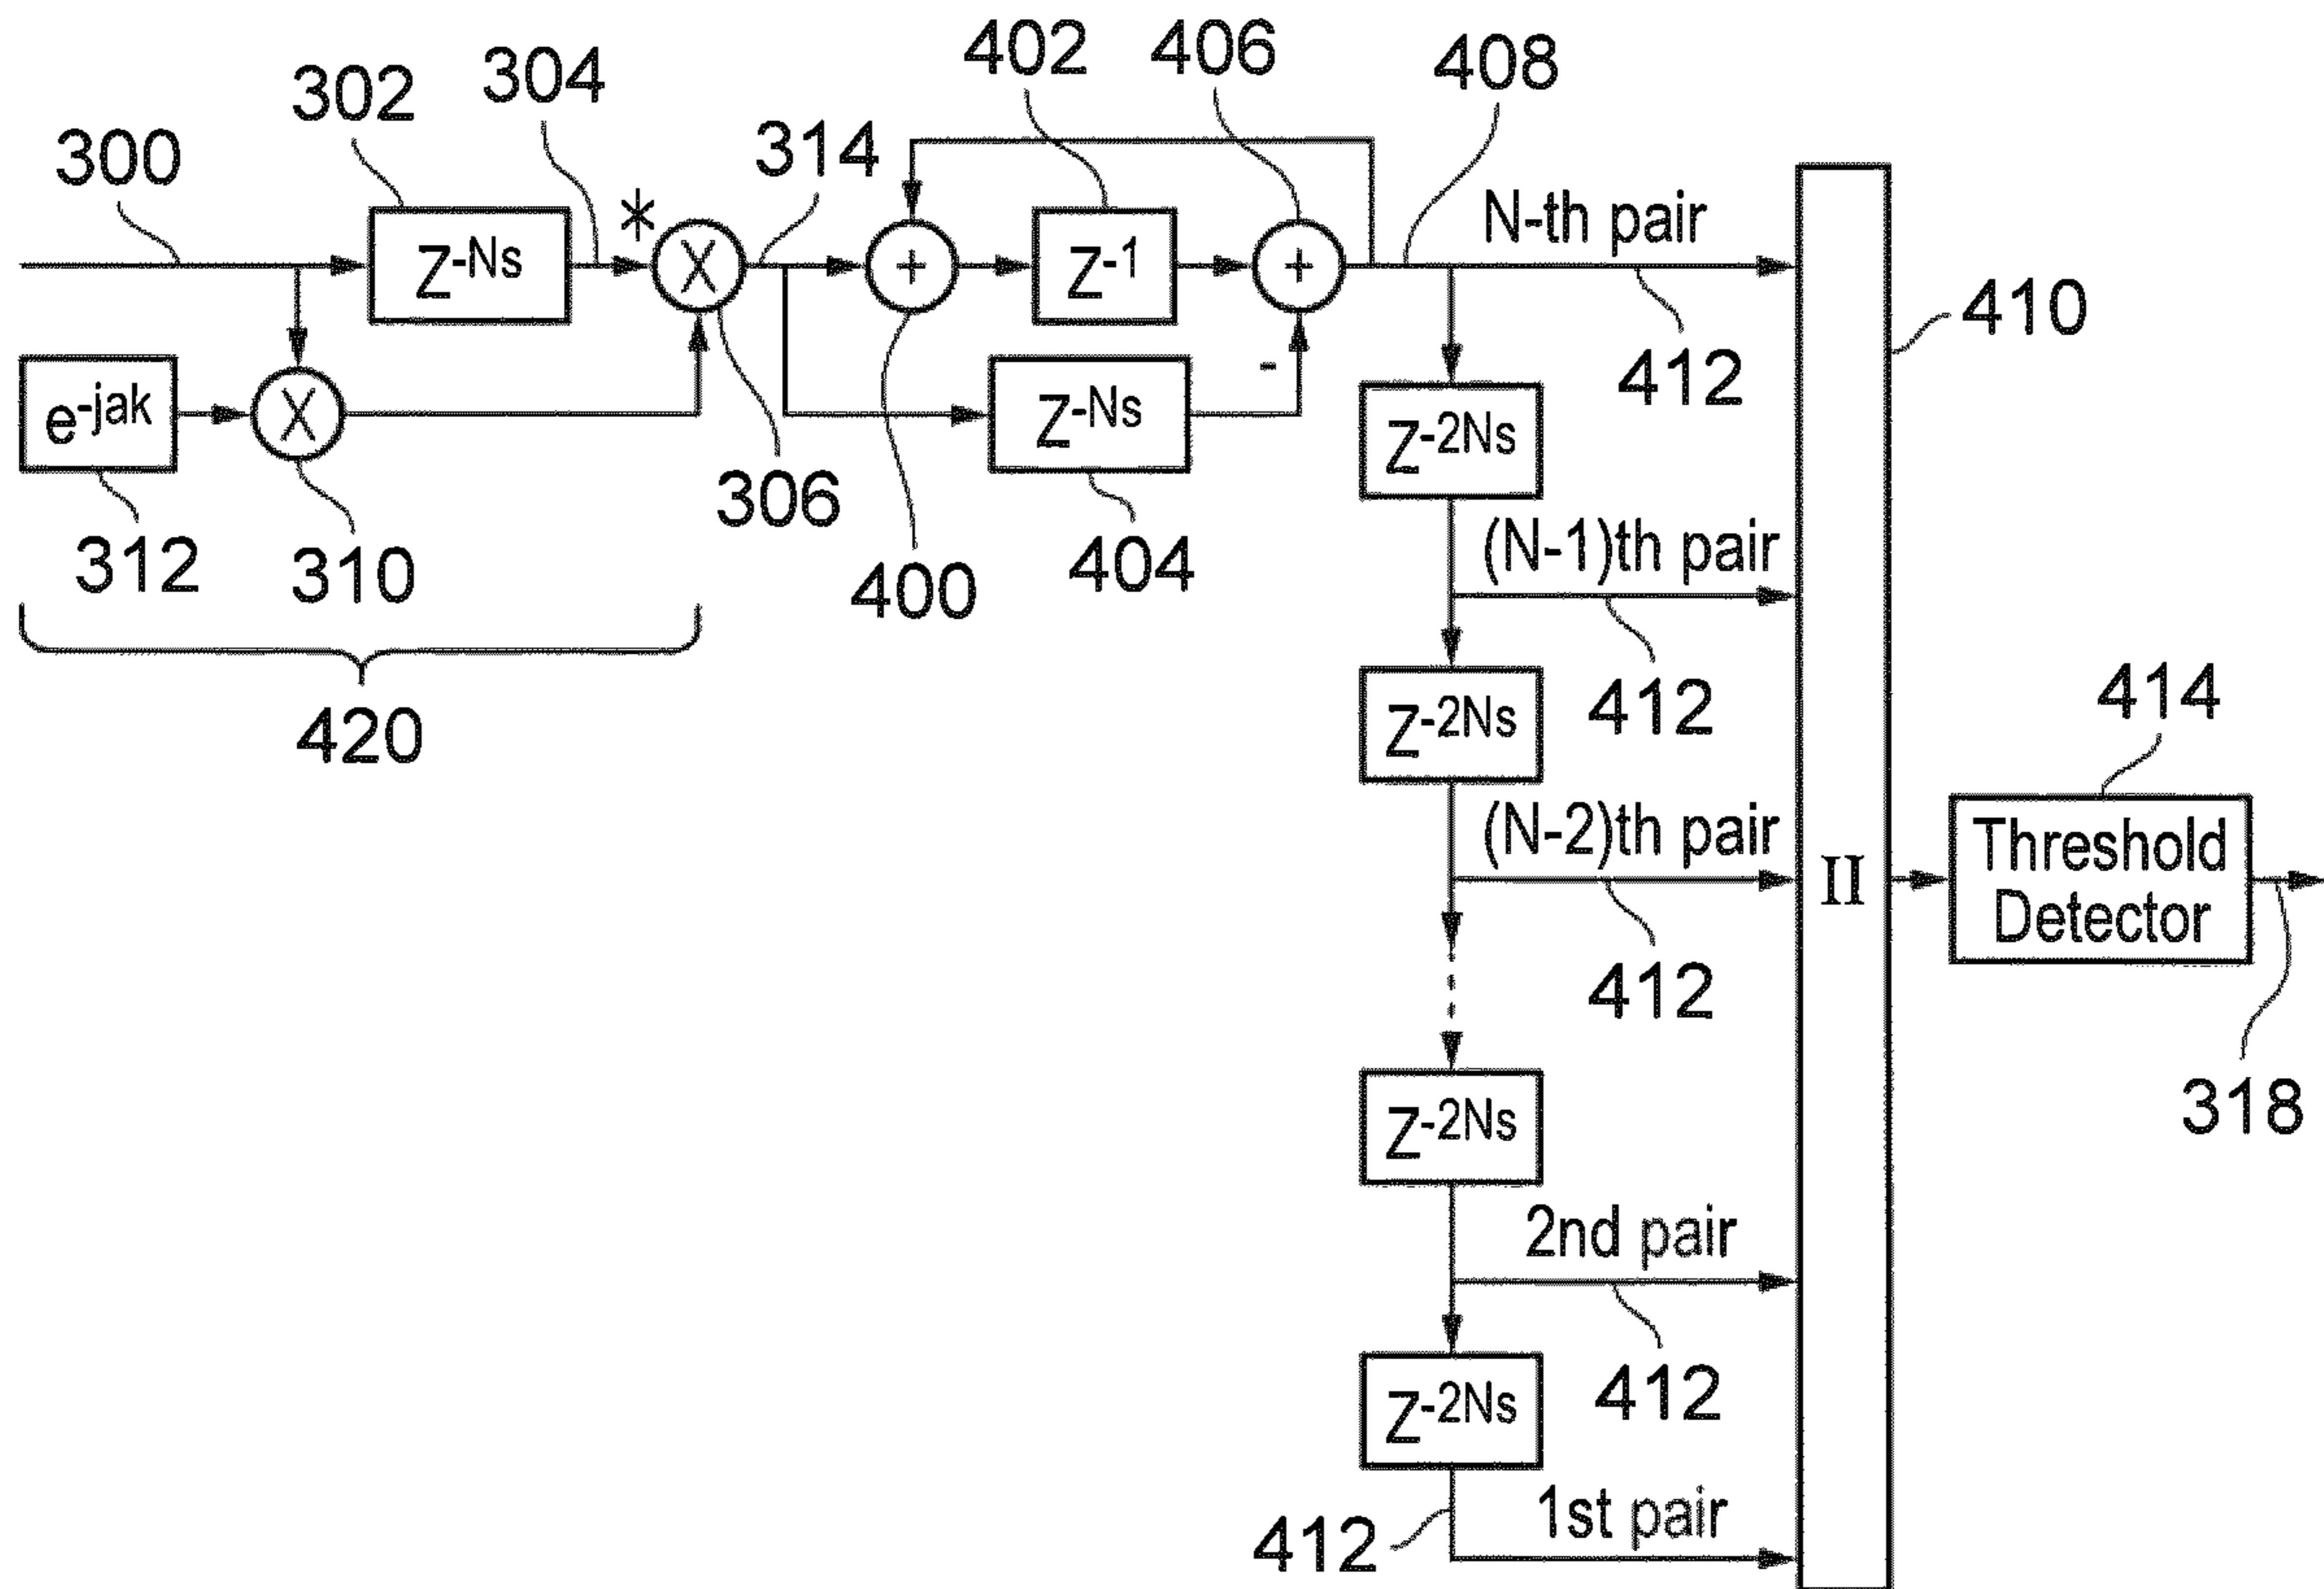 402
406
408
304
302
314
300
*
N-th pair
Z-Ns
X
+
Z-1
+
410
412
e-jak
X
Z-Ns
-
Z-2Ns
306
(N-1)th pair
312
310
400
404
412
420
Z-2Ns
414
(N-2)th pair
II
Threshold
Detector
412
Z-2Ns
318
2nd pair
412
Z-2Ns
1st pair
412